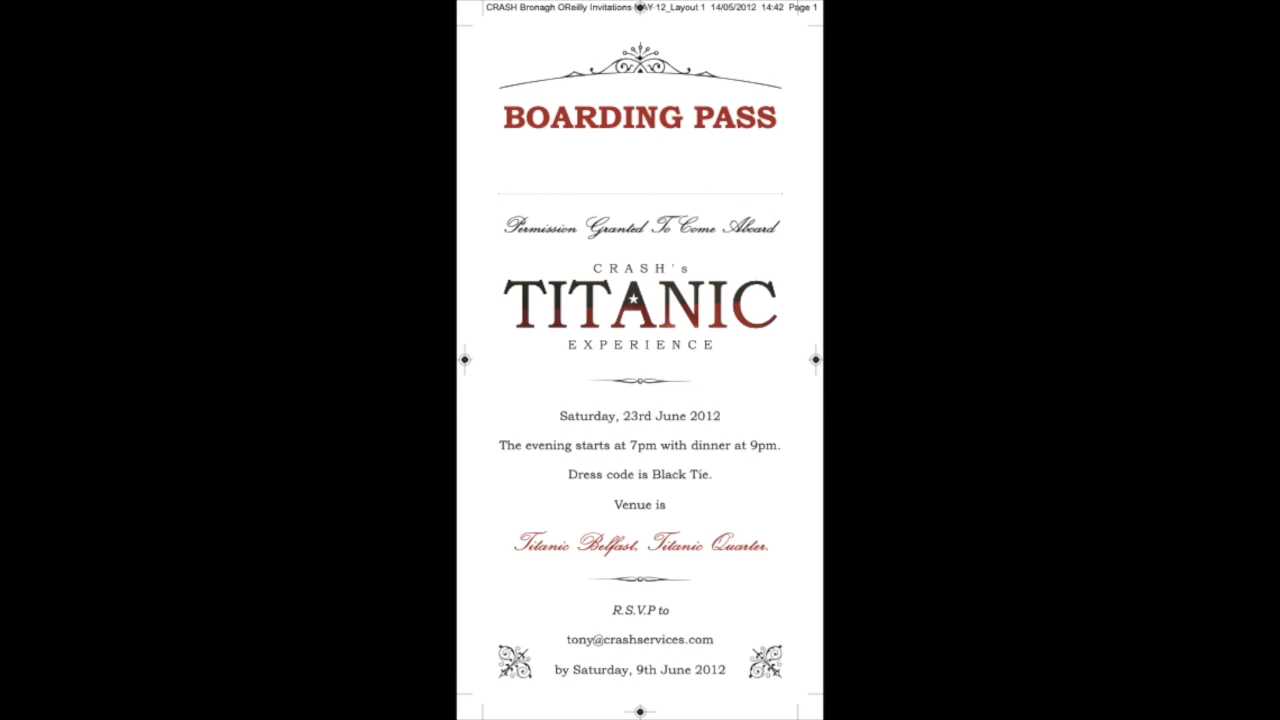 CRASH Bronagh OReilly Invitations MAY 12_Layout 1 14/05/2012 14:42 Page 1
BOARDING PASS
Permission Granted To Come Aboard
CRASH's
TITANIC
EXPERIENCE
Saturday, 23rd June 2012
The evening starts at 7pm with dinner at 9pm.
Dress code is Black Tie.
Venue is
Titanic Belfast. Titanic Quarter.
R.S.V.P to
tony@crashservices.com
by Saturday, 9th June 2012